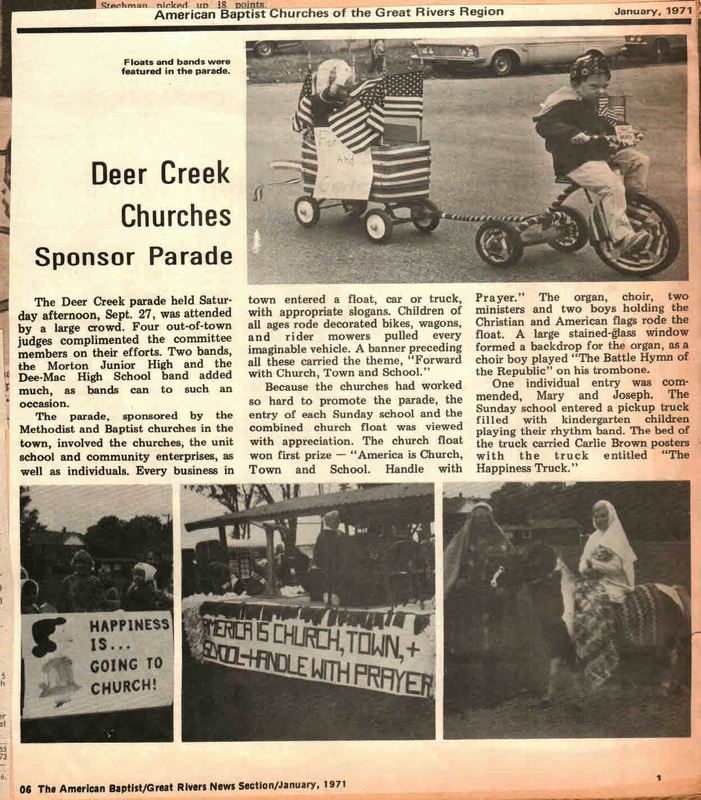 Stechman picked up 18 points.
American Baptist Churches of the Great Rivers Region January, 1971
Floats and bands were
featured in the parade.
Deer Creek
Churches
Sponsor Parade
The Deer Creek parade held Satur-
day afternoon, Sept. 27, was attended
by a large crowd. Four out-of-town
judges complimented the committee
members on their efforts. Two bands,
the Morton Junior High and the
Dee-Mac High School band added
much, as bands can to such an
occasion.
The parade, sponsored by the
Methodist and Baptist churches in the
town, involved the churches, the unit
school and community enterprises, as
well as individuals. Every business in
town entered a float, car or truck,
with appropriate slogans. Children of
all ages rode decorated bikes, wagons,
and rider mowers pulled every
imaginable vehicle. A banner preceding
all these carried the theme, "Forward
with Church, Town and School."
Because the churches had worked
so hard to promote the parade, the
entry of each Sunday school and the
combined church float was viewed
with appreciation. The church float
won first prize — "America is Church,
Town and School. Handle with
Prayer." The organ, choir, two
ministers and two boys holding the
Christian and American flags rode the
float. A large stained-glass window
formed a backdrop for the organ, as a
choir boy played "The Battle Hymn of
the Republic" on his trombone.
One individual entry was com-
mended, Mary and Joseph. The
Sunday school entered a pickup truck
filled with kindergarten children
playing their rhythm band. The bed of
the truck carried Carlie Brown posters
with the truck entitled "The
Happiness Truck."
HAPPINESS
IS...
GOING TO
CHURCH!
AMERICA IS CHURCH, TOWN, +
SCHOOL-HANDLE WITH PRAYER
06 The American Baptist/Great Rivers News Section/January, 1971
1